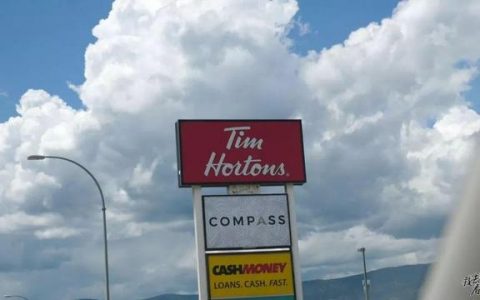 Tim
Hortons
COMPASS
CASHMONEY
LOANS. CASH. FAST.